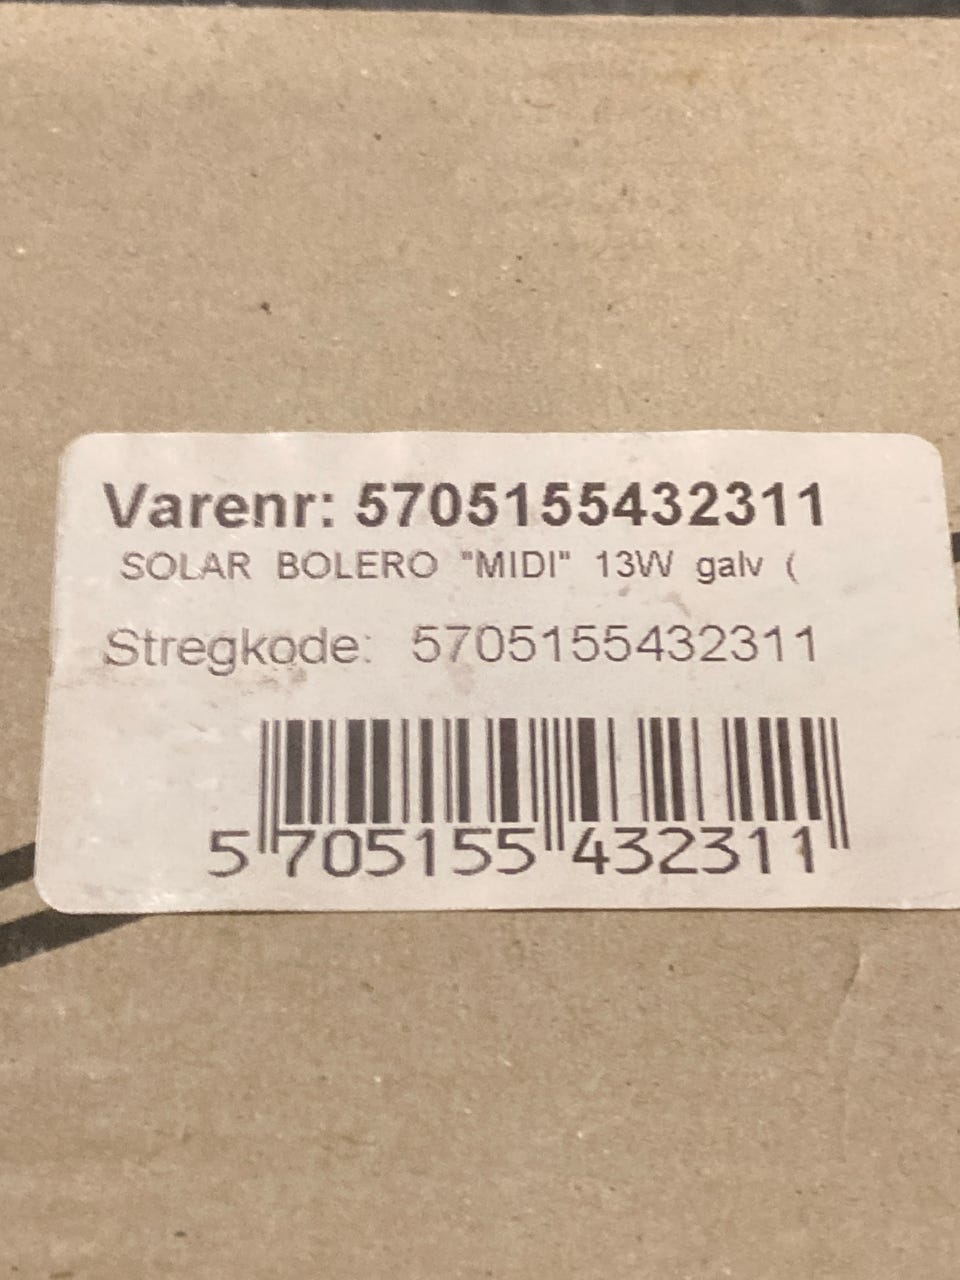 Varenr: 5705155432311
SOLAR BOLERO "MIDI" 13W galv (
Stregkode: 5705155432311
5 705155 432311